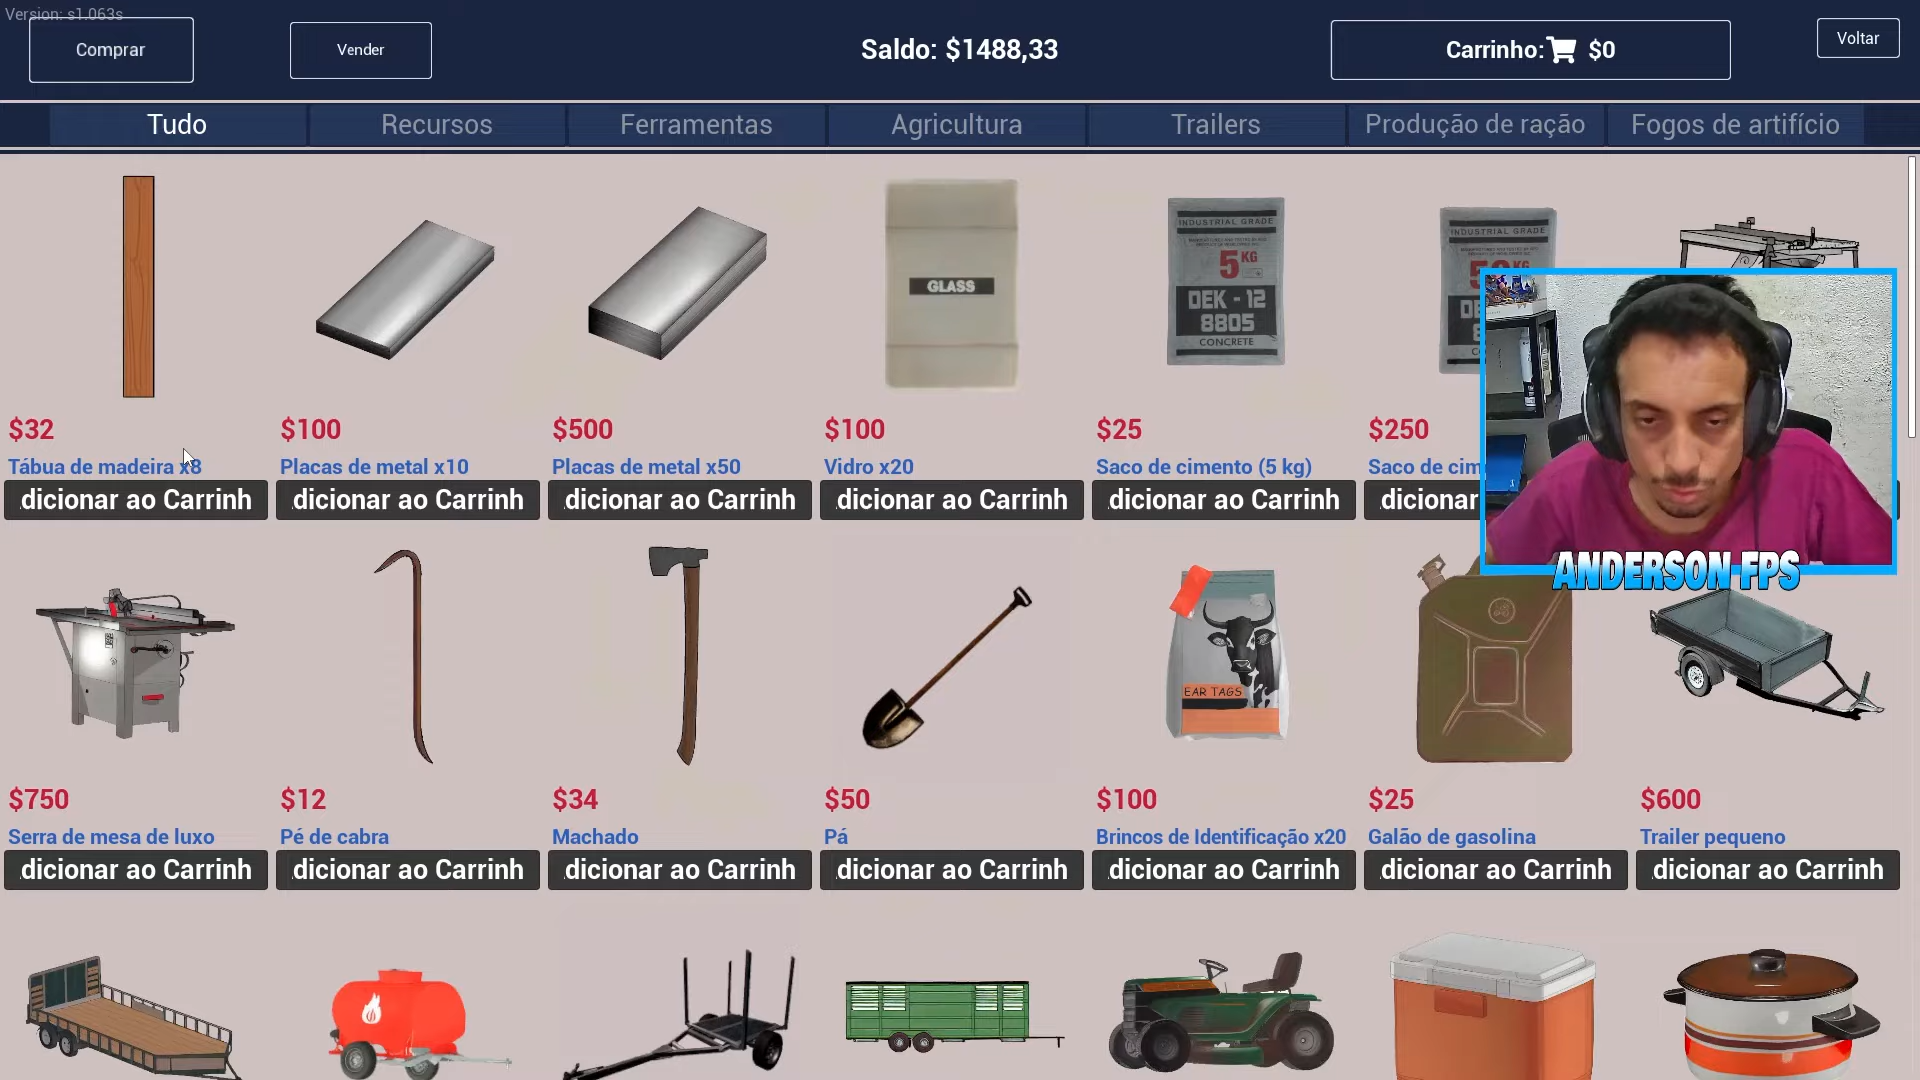 Version: s1.063s
Comprar
Vender
Saldo: $1488,33
Carrinho: $0
Voltar
Tudo
Recursos
Ferramentas
Agricultura
Trailers
Produção de ração
Fogos de artifício
GLASS
INDUSTRIAL GRADE
5 KG
DEK - 12
8805
CONCRETE
INDUSTRIAL GRADE
$32
$100
$500
$100
$25
$250
Tábua de madeira x8
Placas de metal x10
Placas de metal x50
Vidro x20
Saco de cimento (5 kg)
Saco de cim
dicionar ao Carrinh
dicionar ao Carrinh
dicionar ao Carrinh
dicionar ao Carrinh
dicionar ao Carrinh
dicionar
ANDERSON FPS
EAR TAGS
$750
$12
$34
$50
$100
$25
$600
Serra de mesa de luxo
Pé de cabra
Machado
Pá
Brincos de Identificação x20
Galão de gasolina
Trailer pequeno
dicionar ao Carrinh
dicionar ao Carrinh
dicionar ao Carrinh
dicionar ao Carrinh
dicionar ao Carrinh
dicionar ao Carrinh
dicionar ao Carrinh